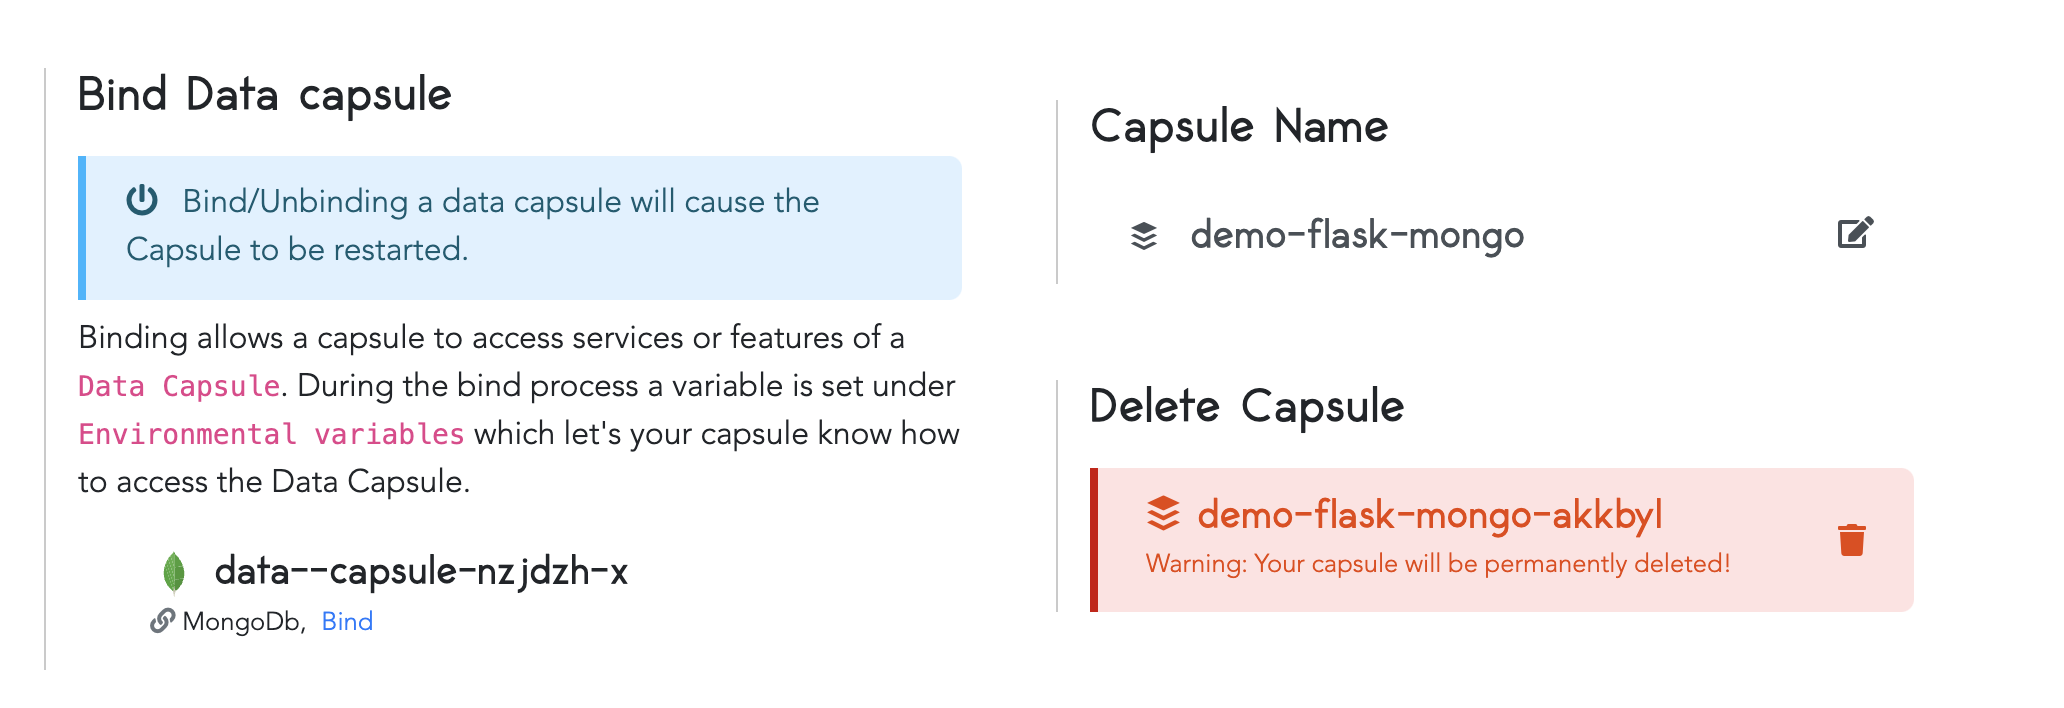 Bind Data capsule
Bind/Unbinding a data capsule will cause the
Capsule to be restarted.
Binding allows a capsule to access services or features of a
Data Capsule. During the bind process a variable is set under
Environmental variables which let's your capsule know how
to access the Data Capsule.
data--capsule-nzjdzh-x
MongoDb, Bind
Capsule Name
demo-flask-mongo
Delete Capsule
demo-flask-mongo-akkbyl
Warning: Your capsule will be permanently deleted!